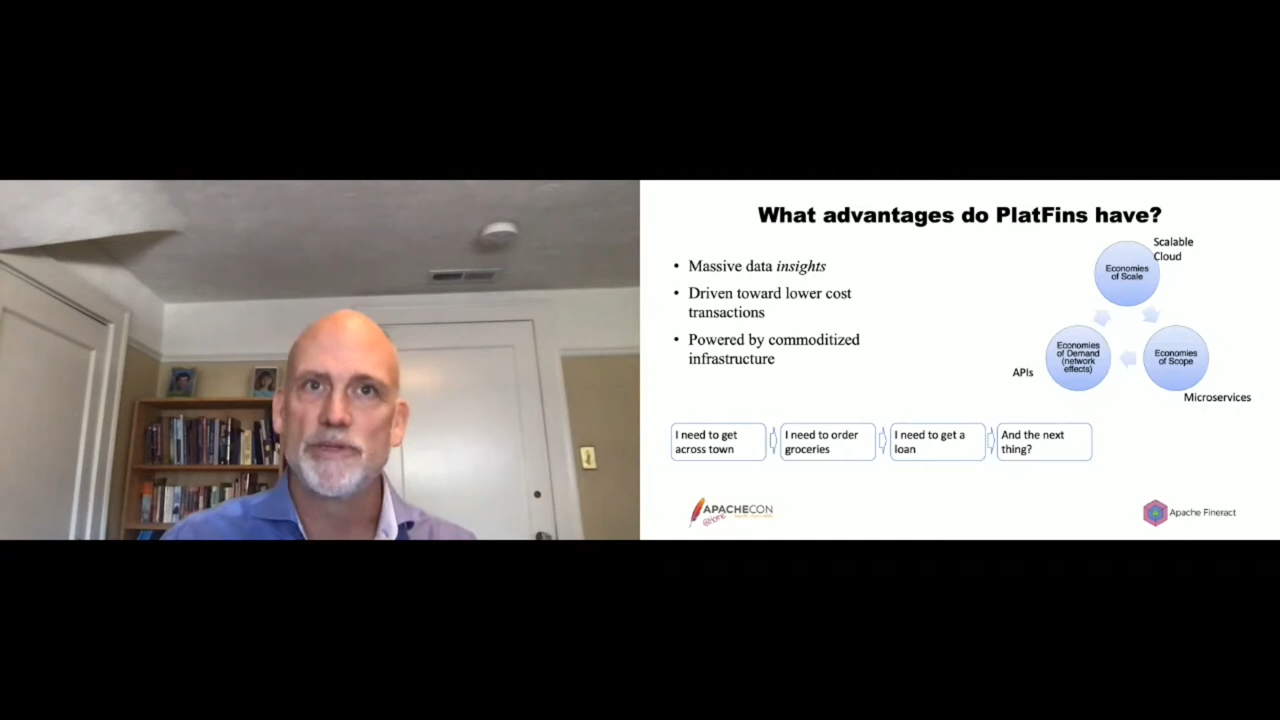 What advantages do PlatFins have?
• Massive data insights
• Driven toward lower cost
transactions
• Powered by commoditized
infrastructure
Scalable
Cloud
Economies
of Scale
Economies
of Demand
(network
effects)
Economies
of Scope
APIs
Microservices
I need to get
across town
I need to order
groceries
I need to get a
loan
And the next
thing?
APACHECON
@Home
Apache Fineract